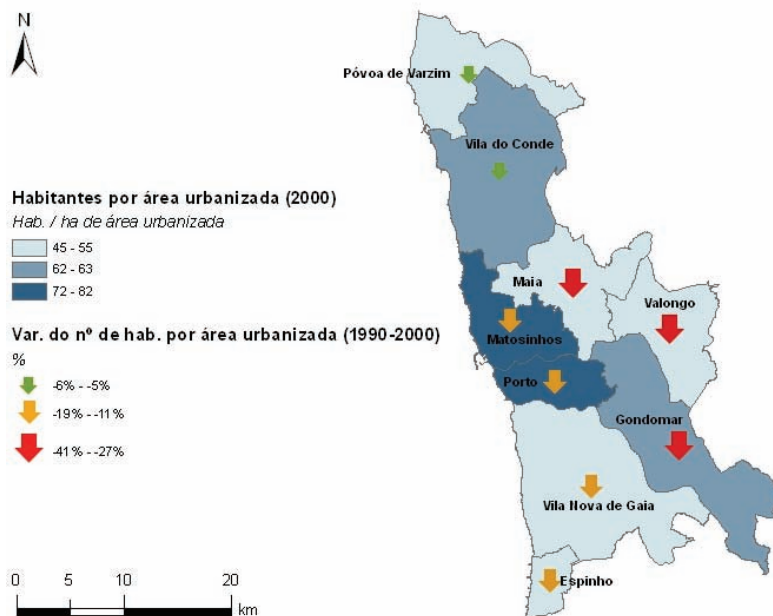 N
Póvoa de Varzim
Vila do Conde
Habitantes por área urbanizada (2000)
Hab. / ha de área urbanizada
45 - 55
62 - 63
72 - 82
Maia
Valongo
Matosinhos
Var. do nº de hab. por área urbanizada (1990-2000)
%
-6% - -5%
-19% - -11%
-41% - -27%
Porto
Gondomar
Vila Nova de Gaia
Espinho
0 5 10 20
km